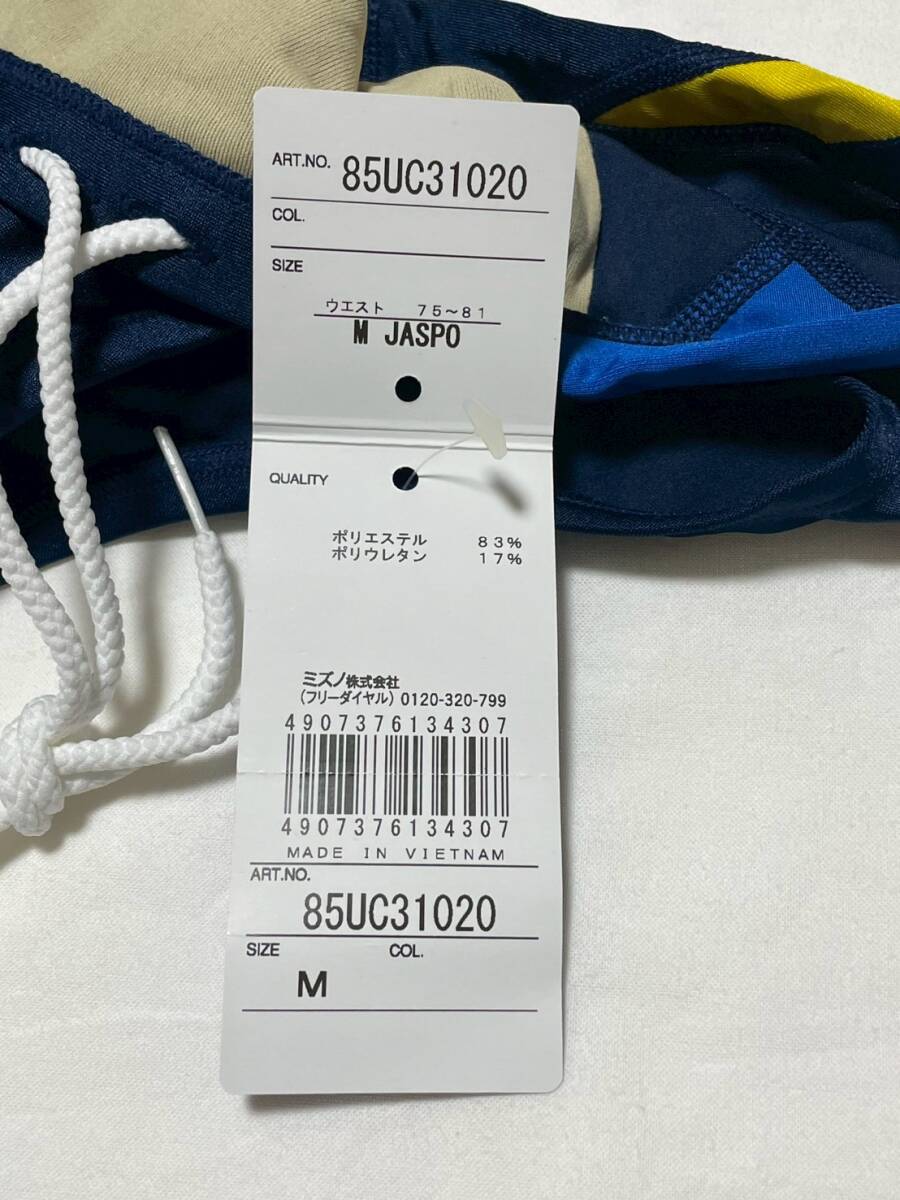 ART.NO. 85UC31020
COL.
SIZE
ウエスト 75~81
M JASPO
QUALITY
ポリエステル 83%
ポリウレタン 17%
ミズノ株式会社
(フリーダイヤル) 0120-320-799
4907376134307
4907376134307
MADE IN VIETNAM
ART.NO.
85UC31020
SIZE COL.
M